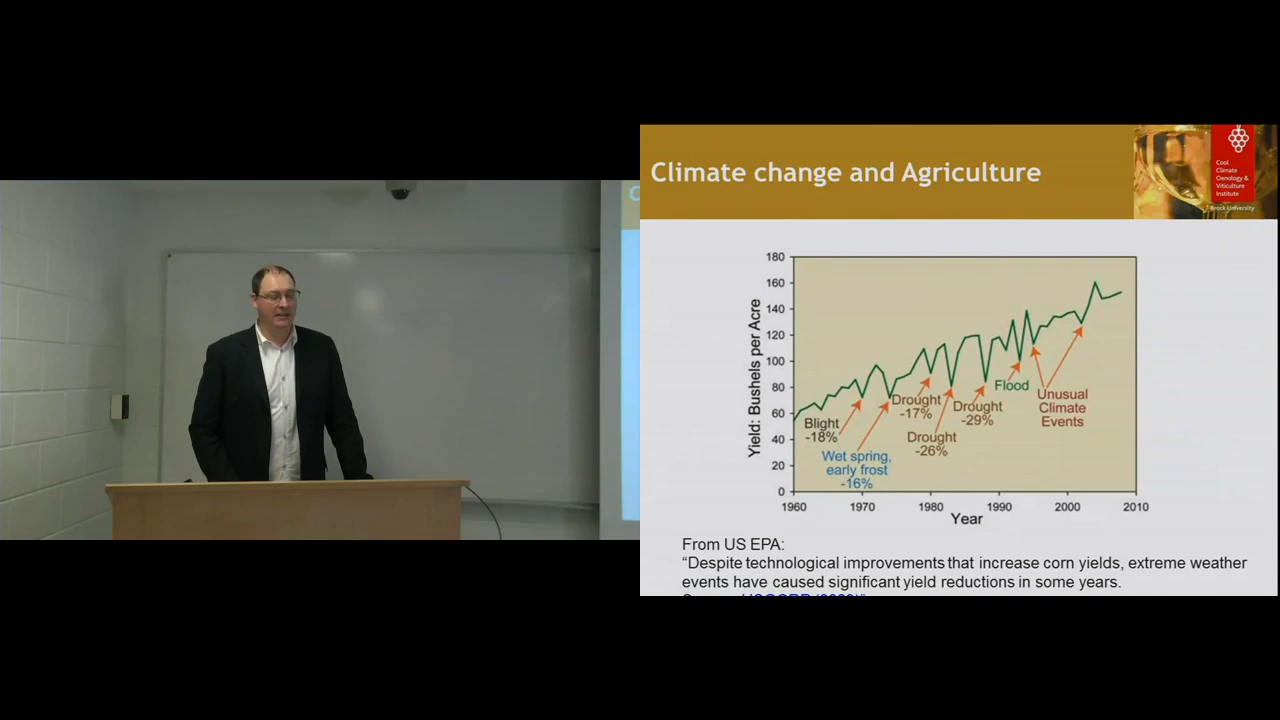 Climate change and Agriculture
Cool
Climate
Oenology &
Viticulture
Institute
Brock University
180
160
140
120
100
80
60
40
20
0
Yield: Bushels per Acre
Blight
-18%
Wet spring,
early frost
-16%
Drought
-17%
Drought
-26%
Drought
-29%
Flood
Unusual
Climate
Events
1960
1970
1980
1990
2000
2010
Year
From US EPA:
“Despite technological improvements that increase corn yields, extreme weather
events have caused significant yield reductions in some years.